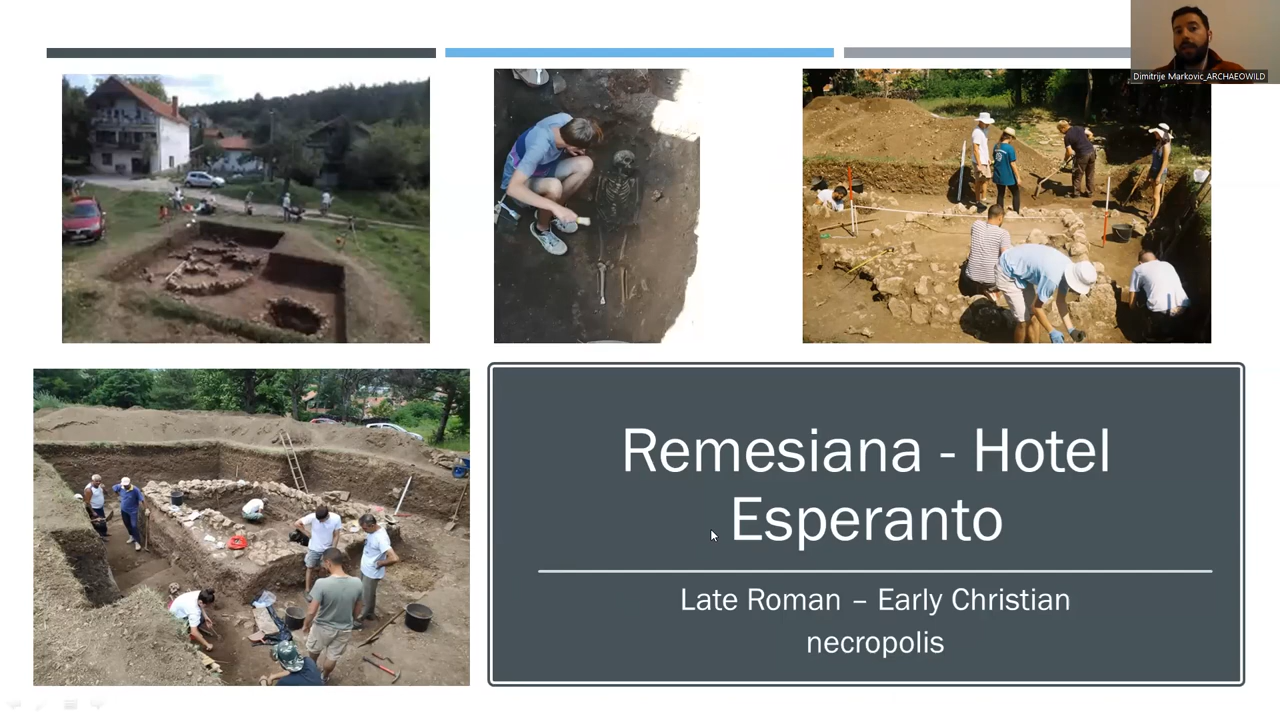 Dimitrije Markovic_ARCHAEOWILD
Remesiana - Hotel
Esperanto
Late Roman – Early Christian
necropolis